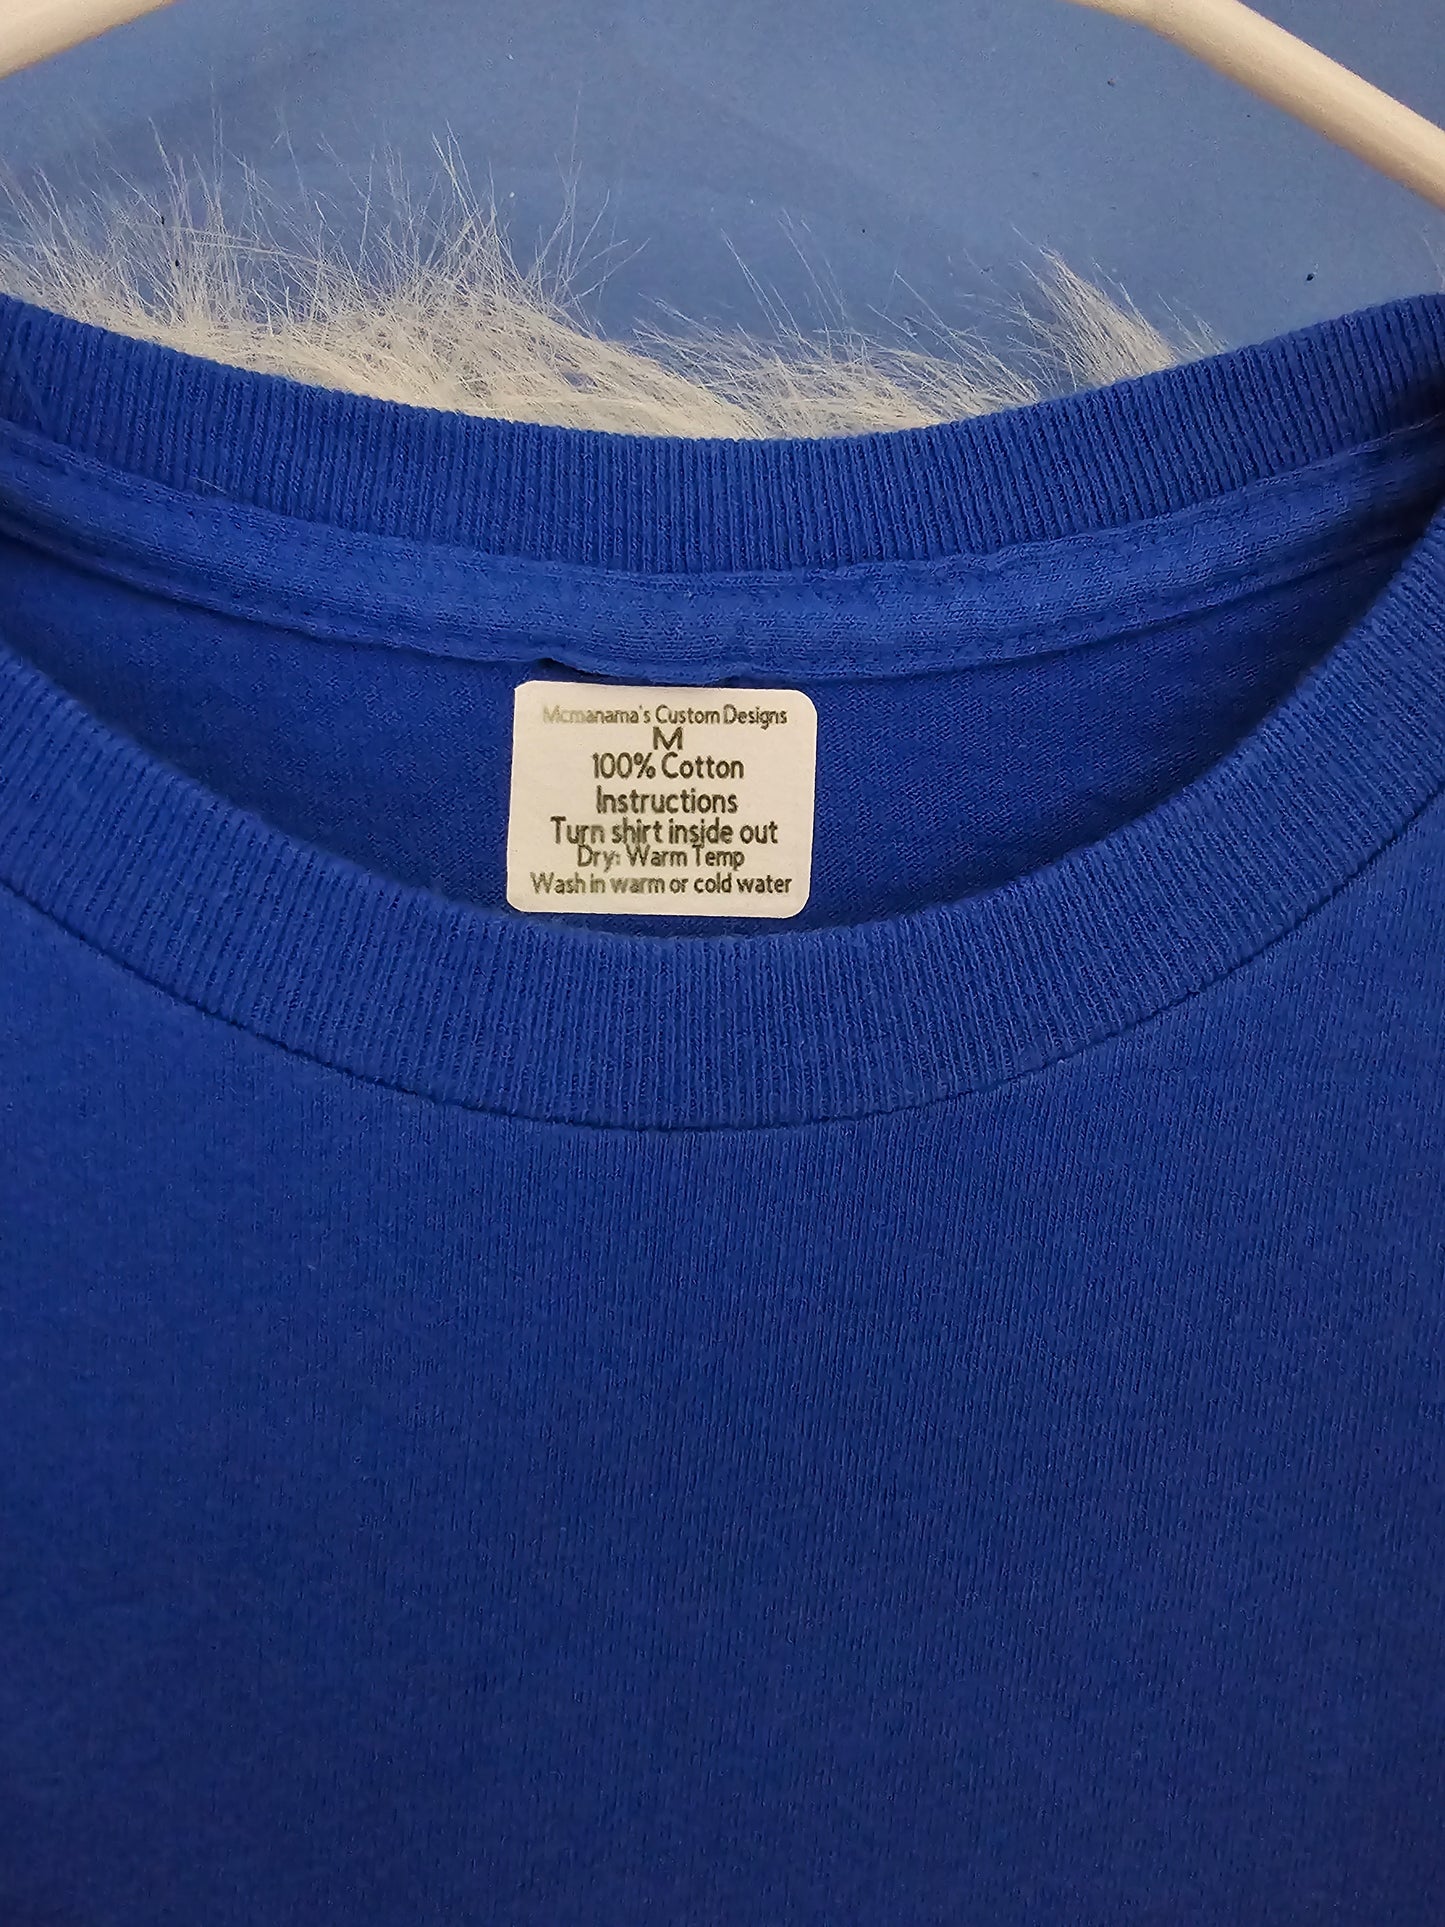 Mcmanama's Custom Designs
M
100% Cotton
Instructions
Turn shirt inside out
Dry: Warm Temp
Wash in warm or cold water